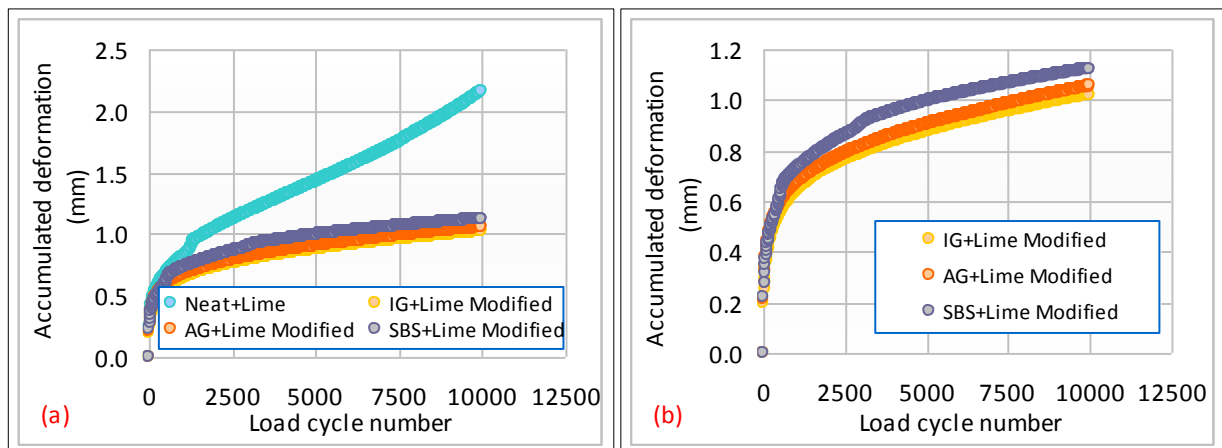 2.5
2.0
1.5
1.0
0.5
0.0
Accumulated deformation
(mm)
Neat+Lime
IG+Lime Modified
AG+Lime Modified
SBS+Lime Modified
0 2500 5000 7500 10000 12500
Load cycle number
(a)
1.2
1.0
0.8
0.6
0.4
0.2
0.0
Accumulated deformation
(mm)
IG+Lime Modified
AG+Lime Modified
SBS+Lime Modified
0 2500 5000 7500 10000 12500
Load cycle number
(b)